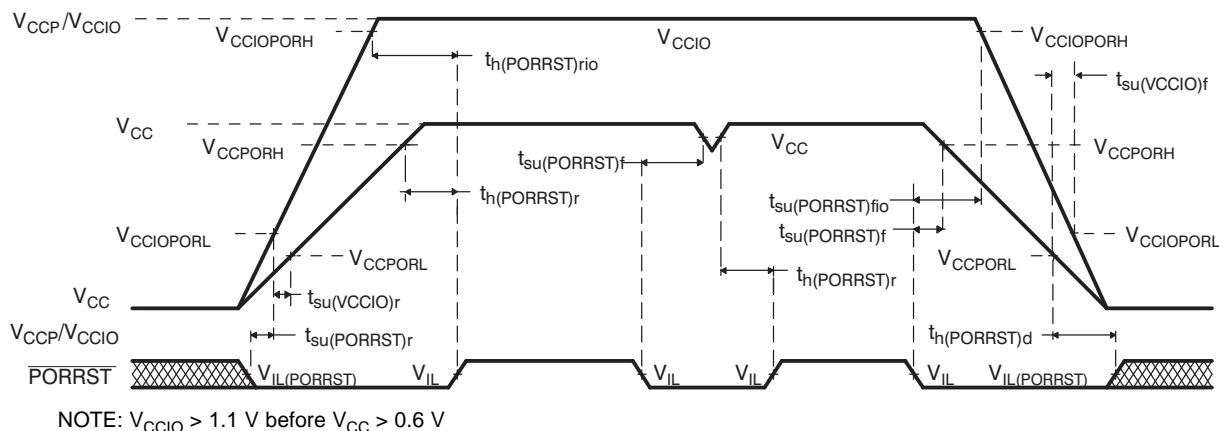 VCCP/VCCIO
VCCIOPORH
VCCIO
VCCIOPORH
th(PORRST)rio
tsu(VCCIO)f
VCC
VCCPORH
tsu(PORRST)f
VCC
VCCPORH
th(PORRST)r
tsu(PORRST)fio
VCCIOPORL
tsu(PORRST)f
VCCIOPORL
VCCPORL
VCCPORL
th(PORRST)r
VCC
tsu(VCCIO)r
VCCP/VCCIO
tsu(PORRST)r
th(PORRST)d
PORRST
VIL(PORRST)
VIL
VIL
VIL
VIL
VIL(PORRST)
NOTE: VCCIO > 1.1 V before VCC > 0.6 V